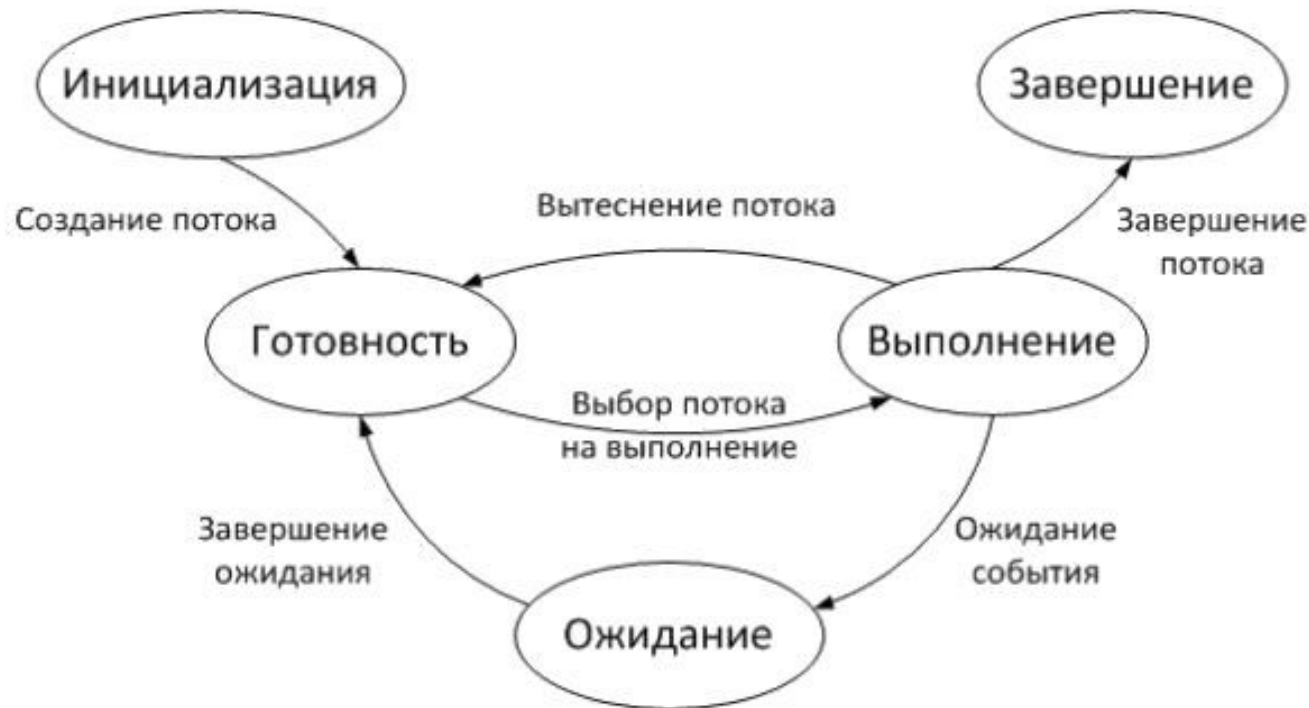 Инициализация
Завершение
Создание потока
Вытеснение потока
Завершение
потока
Готовность
Выполнение
Выбор потока
на выполнение
Завершение
ожидания
Ожидание
события
Ожидание